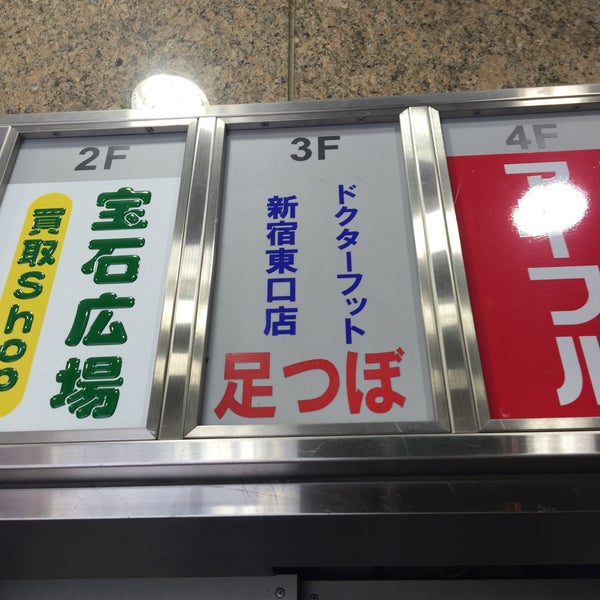 2F
宝石広場
買取Shop
3F
ドクターフット
新宿東口店
足つぼ
4F